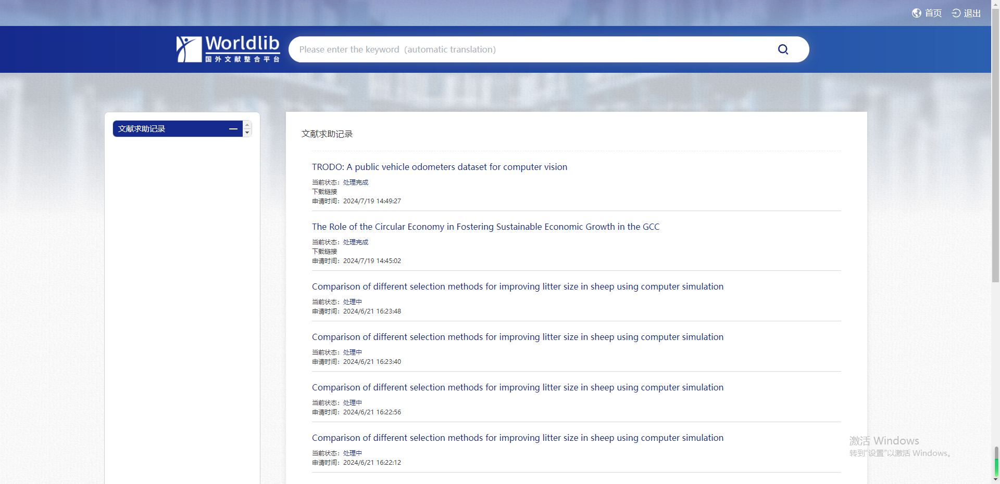 首页 退出
Worldlib
国外文献整合平台
Please enter the keyword（automatic translation）
文献求助记录
文献求助记录
TRODO: A public vehicle odometers dataset for computer vision
当前状态：处理完成
下载链接
申请时间：2024/7/19 14:49:27
The Role of the Circular Economy in Fostering Sustainable Economic Growth in the GCC
当前状态：处理完成
下载链接
申请时间：2024/7/19 14:45:02
Comparison of different selection methods for improving litter size in sheep using computer simulation
当前状态：处理中
申请时间：2024/6/21 16:23:48
Comparison of different selection methods for improving litter size in sheep using computer simulation
当前状态：处理中
申请时间：2024/6/21 16:23:40
Comparison of different selection methods for improving litter size in sheep using computer simulation
当前状态：处理中
申请时间：2024/6/21 16:22:56
Comparison of different selection methods for improving litter size in sheep using computer simulation
当前状态：处理中
申请时间：2024/6/21 16:22:12
激活 Windows
转到"设置"以激活 Windows。